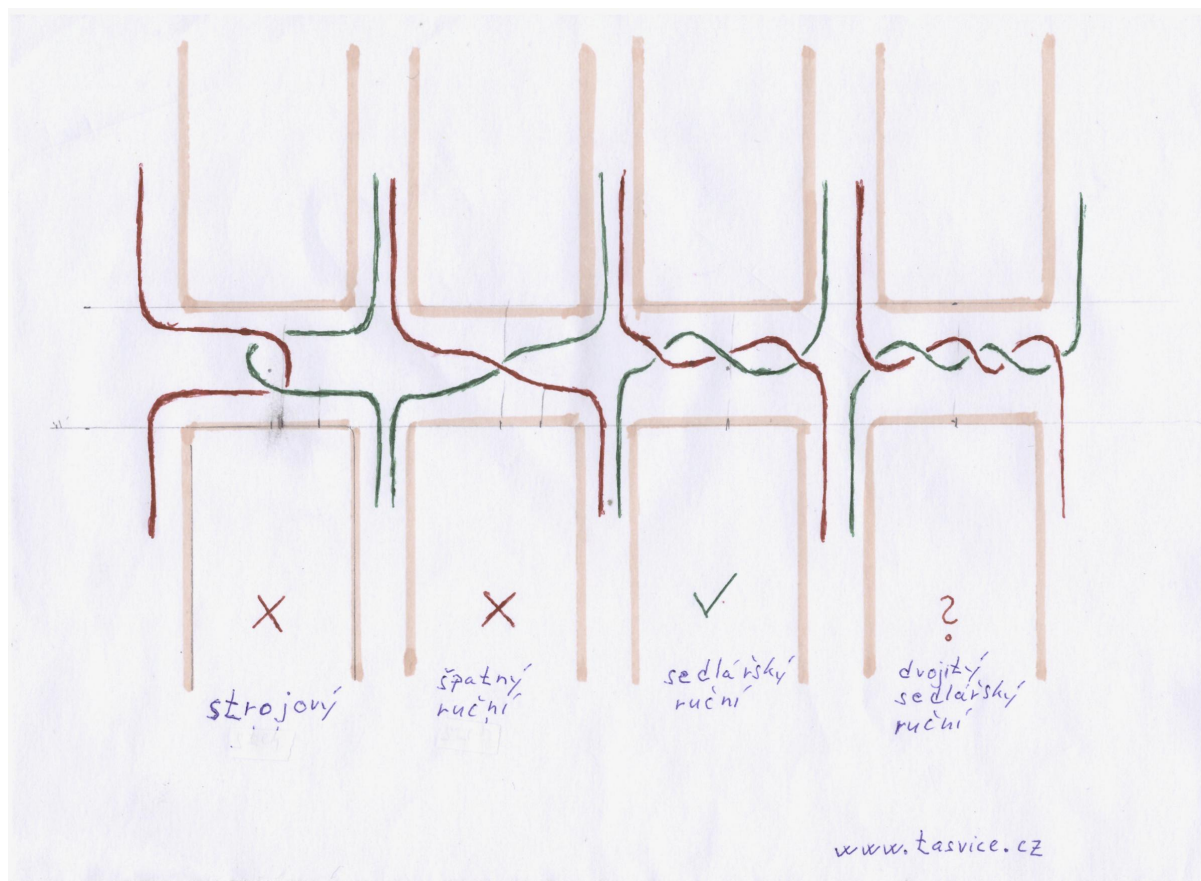 strojový
špatný
ruční
sedlářský
ruční
?
dvojitý
sedlářský
ruční
www.tasvice.cz